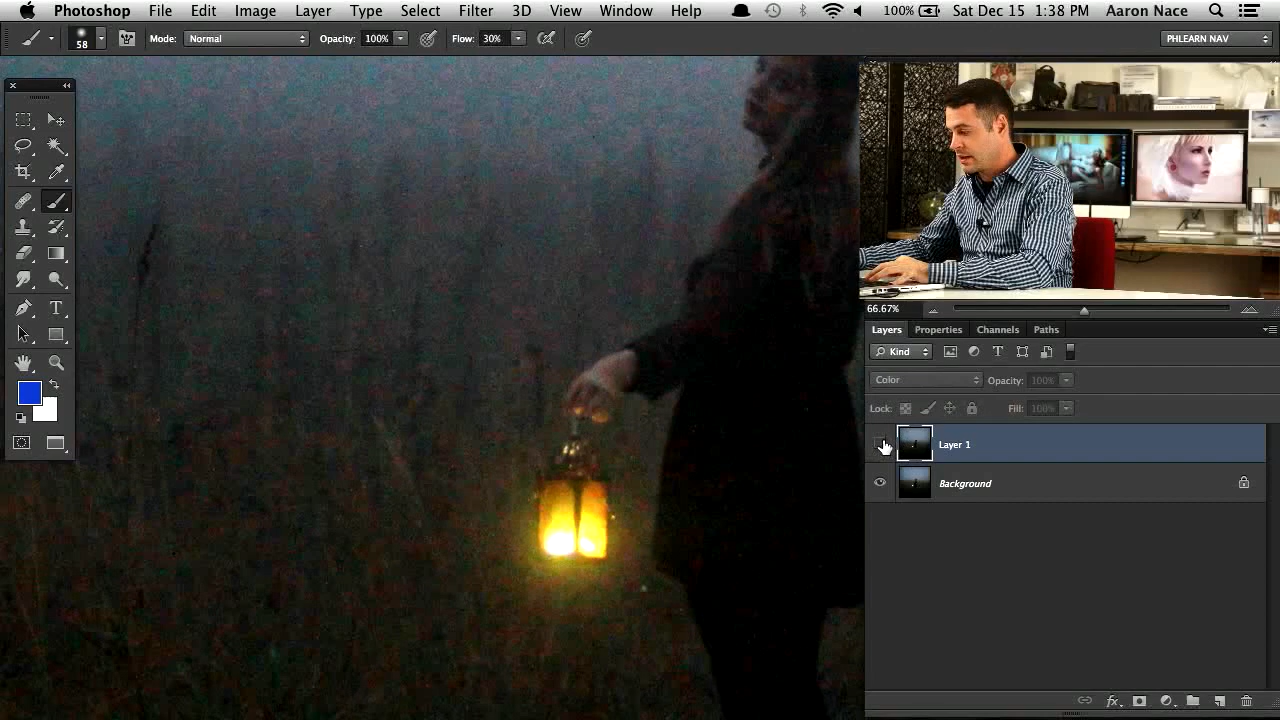 Photoshop File Edit Image Layer Type Select Filter 3D View Window Help 100% Sat Dec 15 1:38 PM Aaron Nace
58 Mode: Normal Opacity: 100% Flow: 30% PHLEARN NAV
66.67%
Layers Properties Channels Paths
Kind T
Color Opacity: 100%
Lock: Fill: 100%
Layer 1
Background
fx